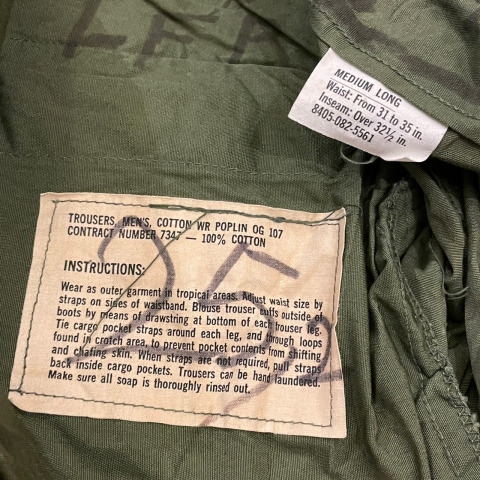 MEDIUM LONG
Waist: From 31 to 35 in.
Inseam: Over 32½ in.
8405-082-5561
TROUSERS, MEN'S, COTTON WR POPLIN OG 107
CONTRACT NUMBER 7347 — 100% COTTON
INSTRUCTIONS:
Wear as outer garment in tropical areas. Adjust waist size by
straps on sides of waistband. Blouse trouser cuffs outside of
boots by means of drawstring at bottom of each trouser leg.
Tie cargo pocket straps around each leg, and through loops
found in crotch area, to prevent pocket contents from shifting
and chafing skin. When straps are not required, pull straps
back inside cargo pockets. Trousers can be hand laundered.
Make sure all soap is thoroughly rinsed out.